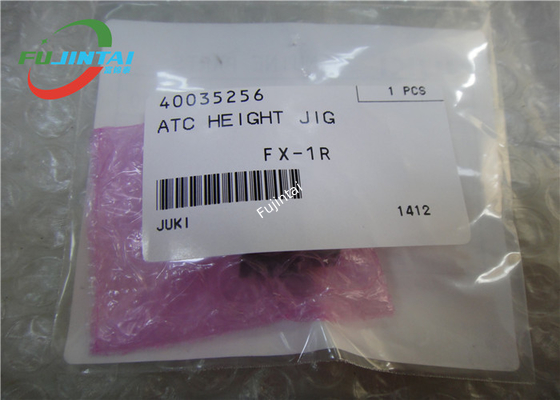 FUJINTAI
40035256
1 PCS
ATC HEIGHT JIG
FX-1R
Fujintai
JUKI
1412